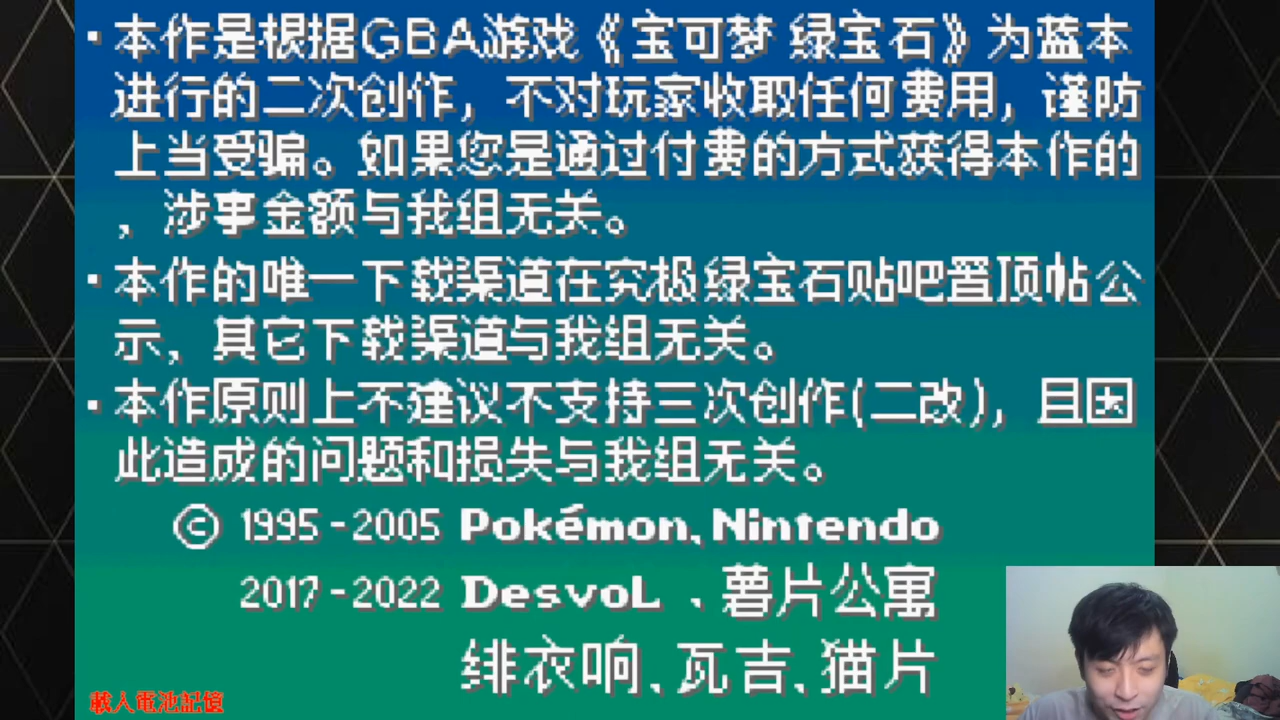 ·本作是根据GBA游戏《宝可梦 绿宝石》为蓝本
进行的二次创作，不对玩家收取任何费用，谨防
上当受骗。如果您是通过付费的方式获得本作的
，涉事金额与我组无关。
·本作的唯一下载渠道在究极绿宝石贴吧置顶帖公
示，其它下载渠道与我组无关。
·本作原则上不建议不支持三次创作(二改)，且因
此造成的问题和损失与我组无关。
© 1995-2005 Pokémon、Nintendo
2017-2022 DesvoL 、薯片公寓
绯衣响、瓦吉、猫片
載入電池記憶